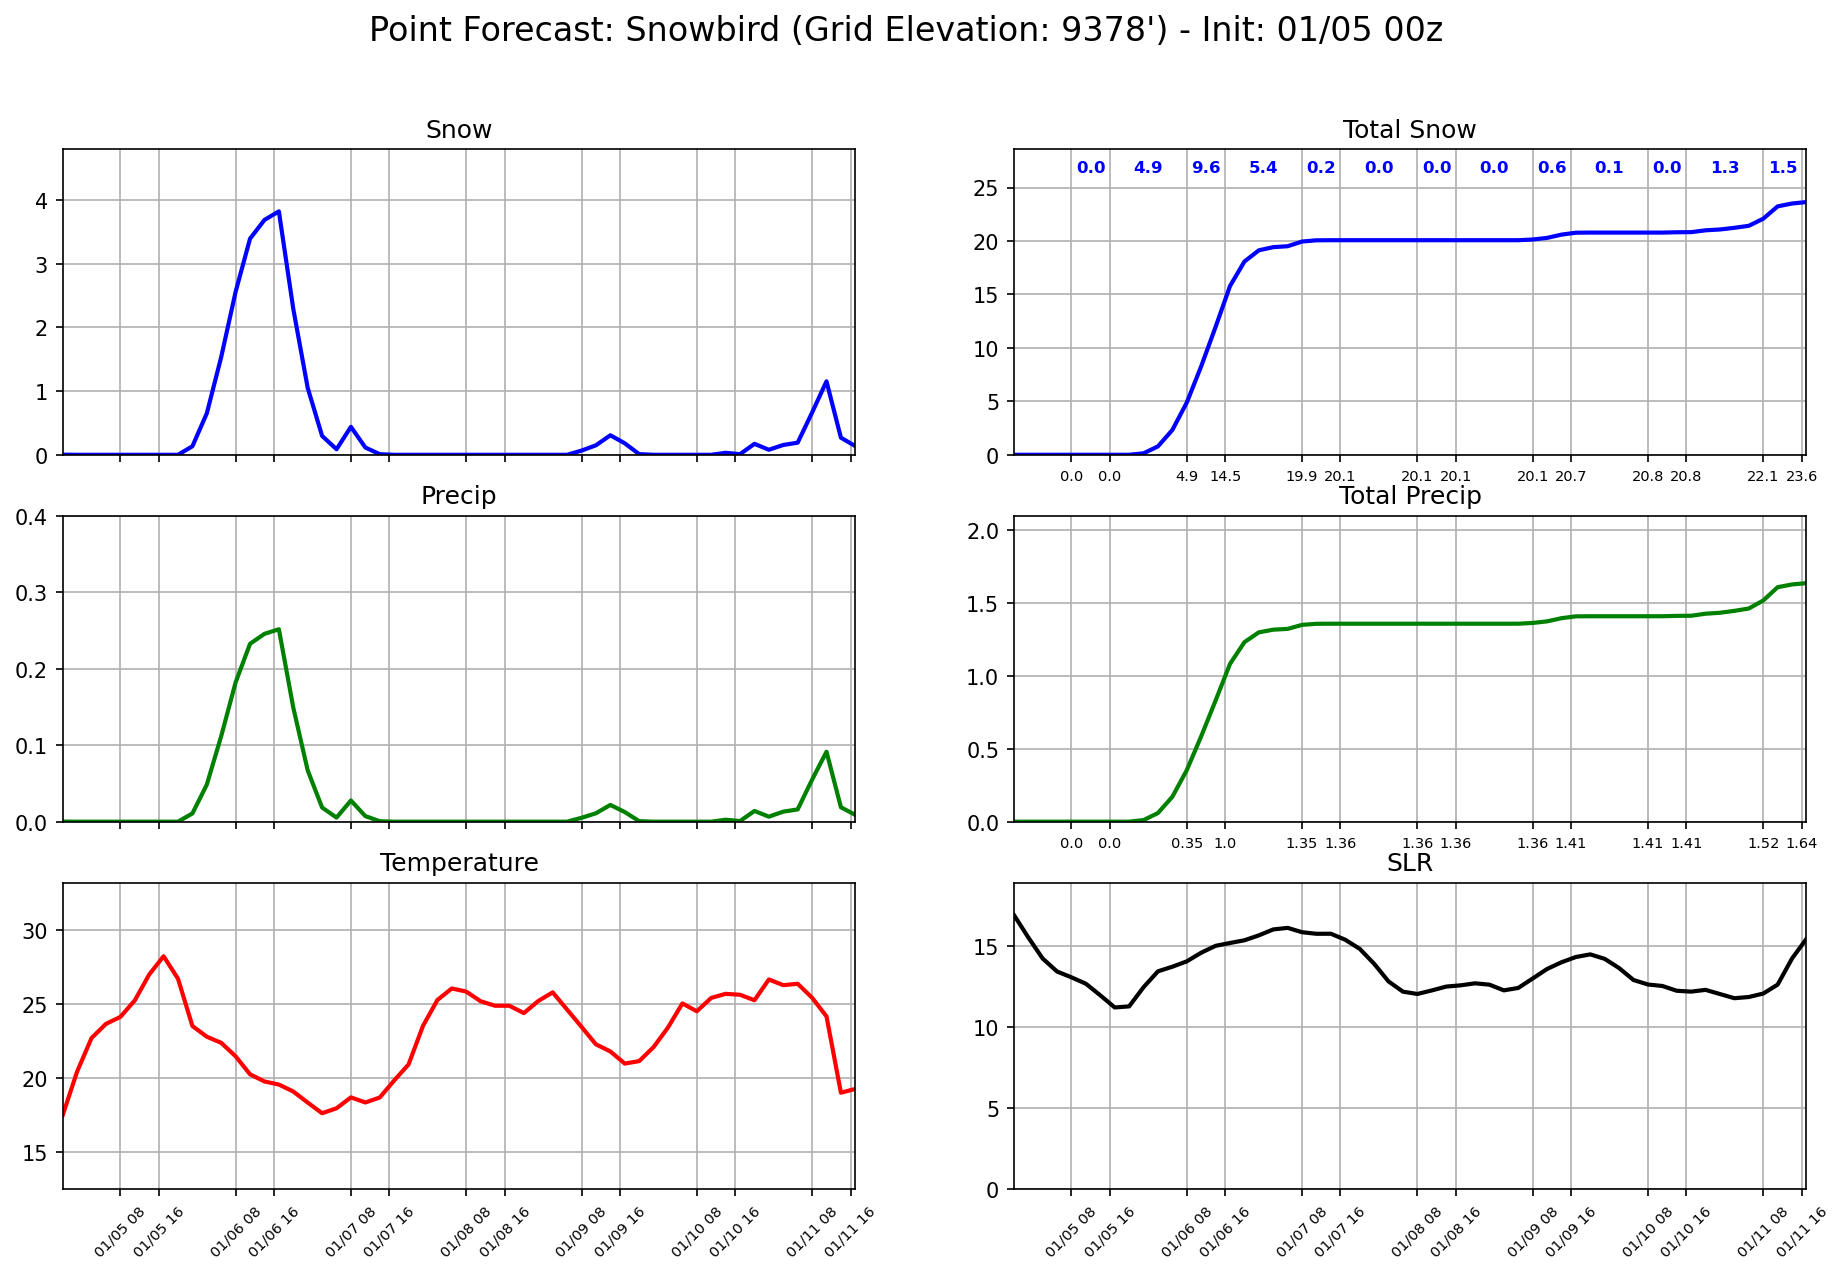 Point Forecast: Snowbird (Grid Elevation: 9378') - Init: 01/05 00z
Snow
4
3
2
1
0
Total Snow
0.0 4.9 9.6 5.4 0.2 0.0 0.0 0.0 0.6 0.1 0.0 1.3 1.5
25
20
15
10
5
0
0.0 0.0 4.9 14.5 19.9 20.1 20.1 20.1 20.1 20.7 20.8 20.8 22.1 23.6
Precip
0.4
0.3
0.2
0.1
0.0
Total Precip
2.0
1.5
1.0
0.5
0.0
0.0 0.0 0.35 1.0 1.35 1.36 1.36 1.36 1.36 1.41 1.41 1.41 1.52 1.64
Temperature
30
25
20
15
01/05 08 01/05 16 01/06 08 01/06 16 01/07 08 01/07 16 01/08 08 01/08 16 01/09 08 01/09 16 01/10 08 01/10 16 01/11 08 01/11 16
SLR
15
10
5
0
01/05 08 01/05 16 01/06 08 01/06 16 01/07 08 01/07 16 01/08 08 01/08 16 01/09 08 01/09 16 01/10 08 01/10 16 01/11 08 01/11 16